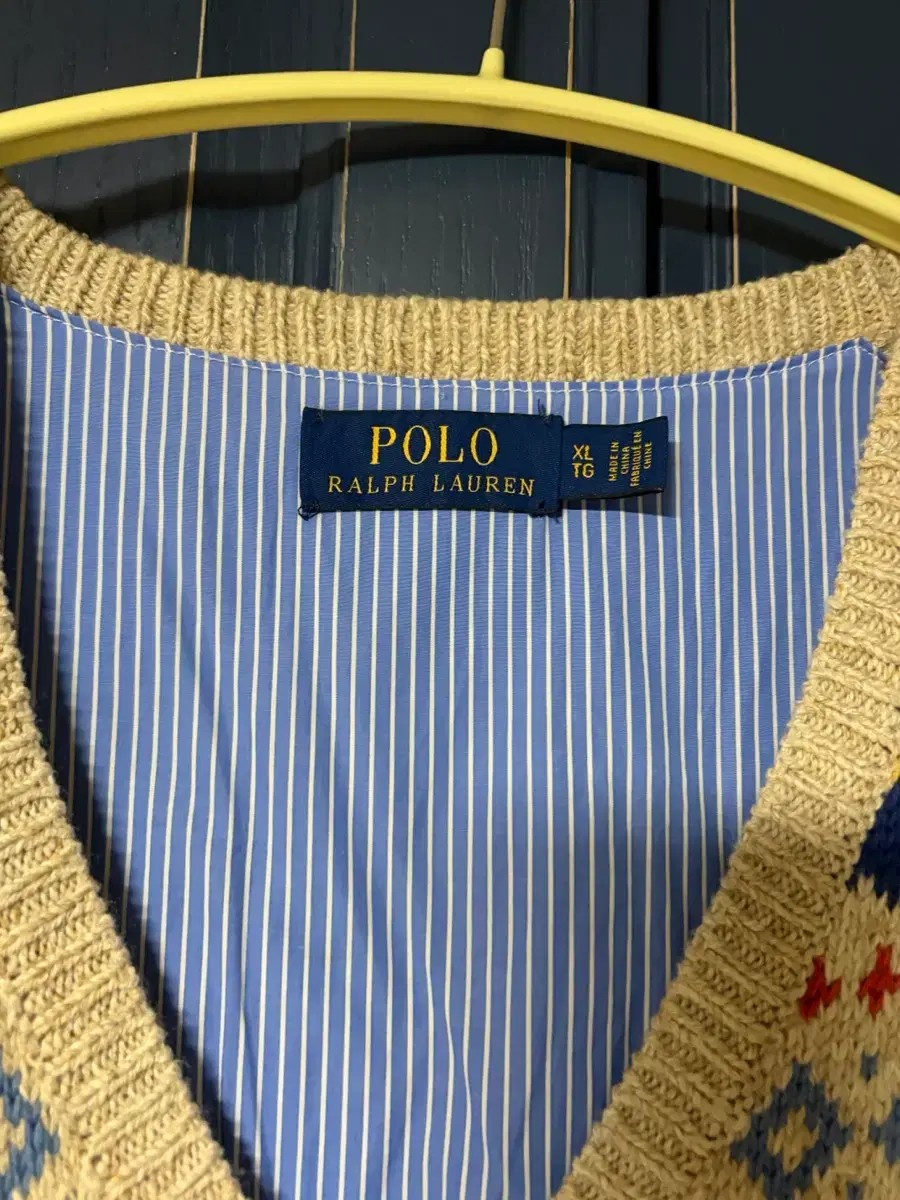 POLO
RALPH LAUREN
XL
TG
MADE IN
CHINA
FABRIQUÉ EN
CHINE